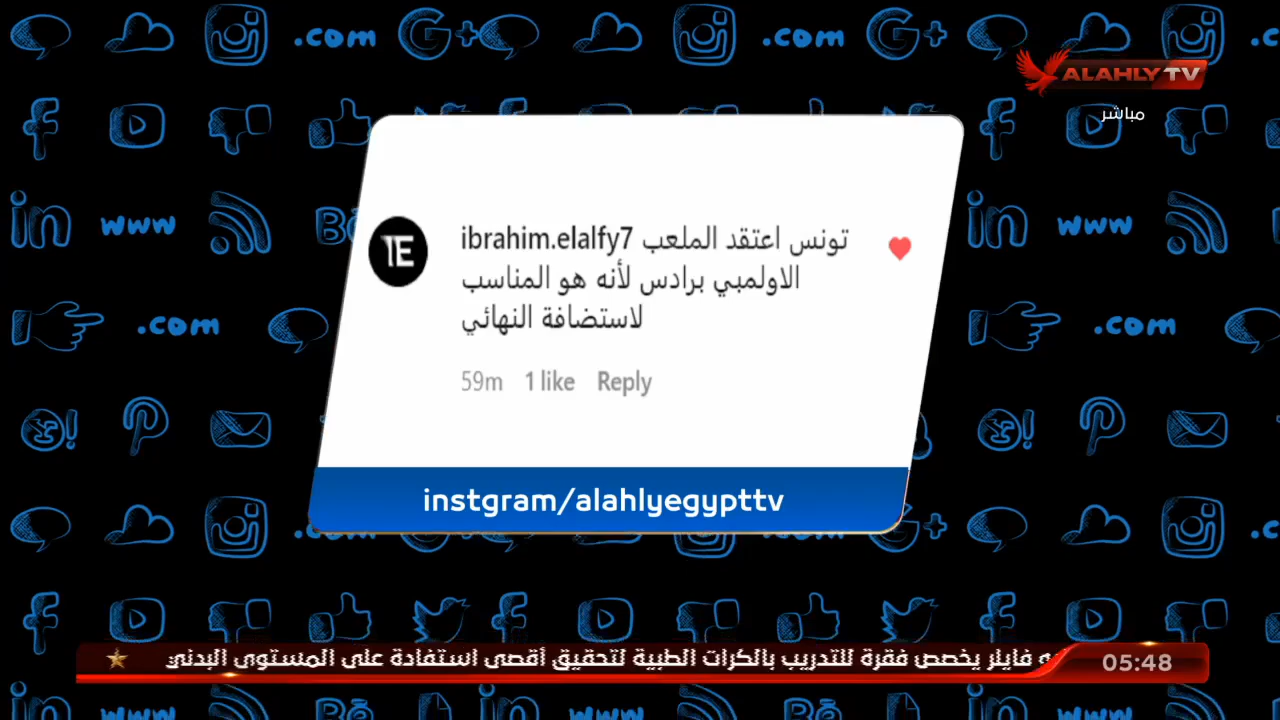 ALAHLY TV
مباشر
ibrahim.elalfy7 تونس اعتقد الملعب
الاولمبي برادس لأنه هو المناسب
لاستضافة النهائي
59m 1 like Reply
instgram/alahlyegypttv
فايلر يخصص فقرة للتدريب بالكرات الطبية لتحقيق أقصى استفادة على المستوى البدني
05:48